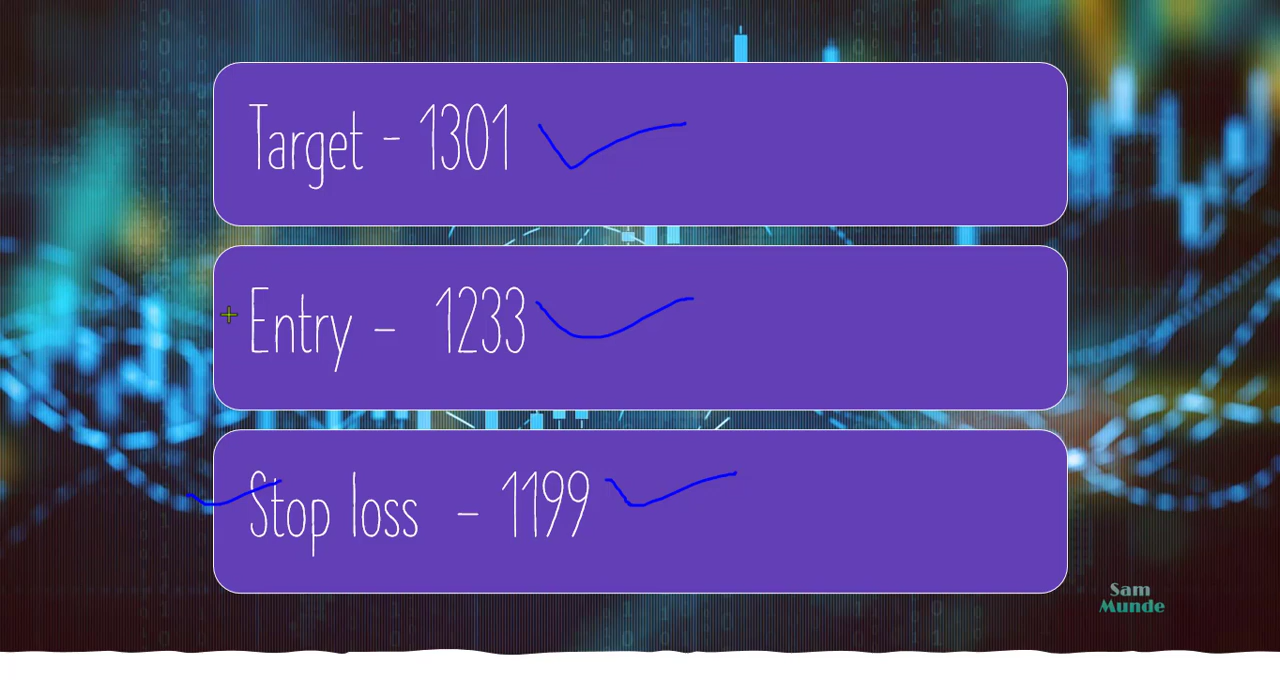 Target - 1301
Entry - 1233
Stop loss - 1199
Sam
Munde